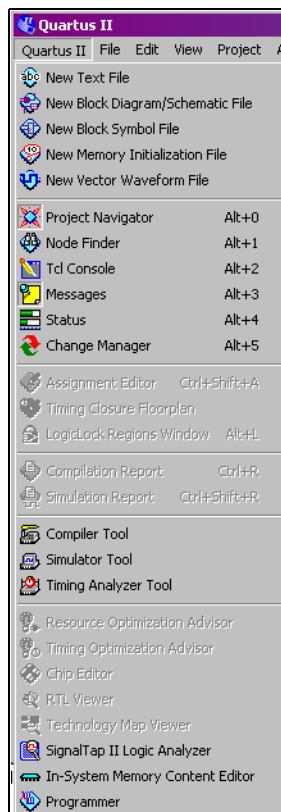 Quartus II
Quartus II File Edit View Project
New Text File
New Block Diagram/Schematic File
New Block Symbol File
New Memory Initialization File
New Vector Waveform File
Project Navigator Alt+0
Node Finder Alt+1
Tcl Console Alt+2
Messages Alt+3
Status Alt+4
Change Manager Alt+5
Assignment Editor Ctrl+Shift+A
Timing Closure Floorplan
LogicLock Regions Window Alt+L
Compilation Report Ctrl+R
Simulation Report Ctrl+Shift+R
Compiler Tool
Simulator Tool
Timing Analyzer Tool
Resource Optimization Advisor
Timing Optimization Advisor
Chip Editor
RTL Viewer
Technology Map Viewer
SignalTap II Logic Analyzer
In-System Memory Content Editor
Programmer